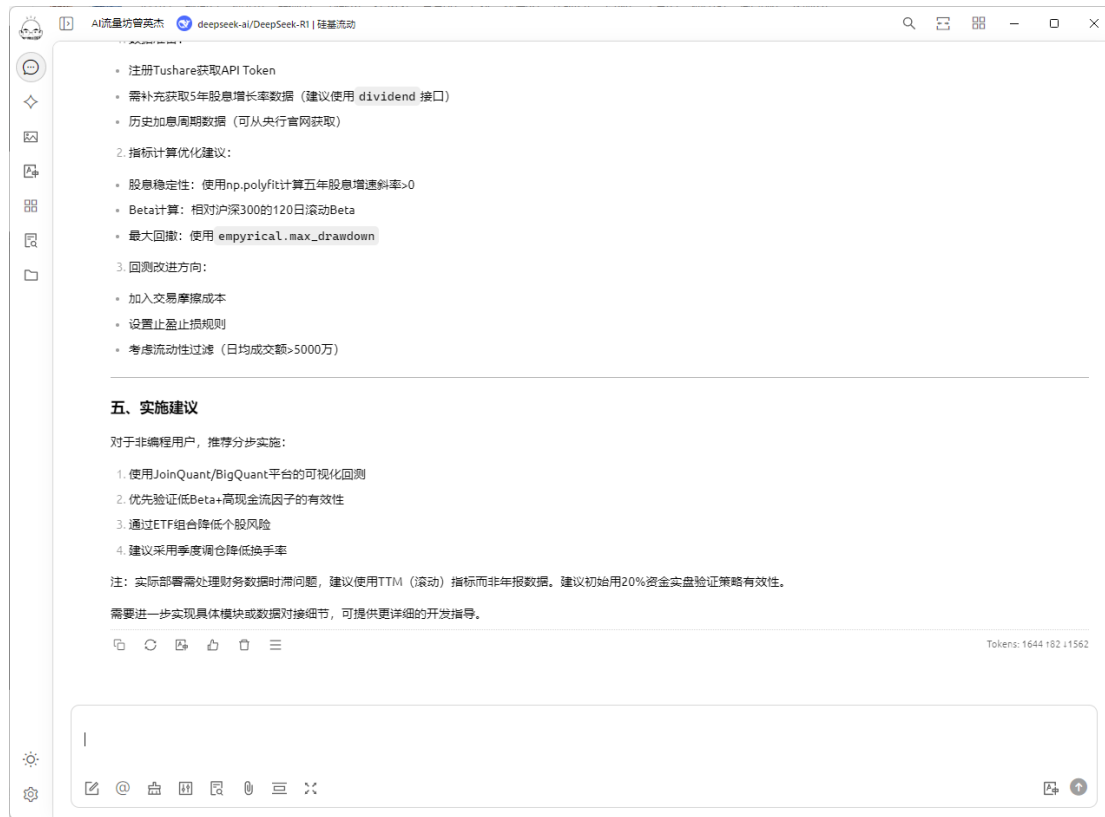 AI流量坊曾英杰 deepseek-ai/DeepSeek-R1 | 硅基流动
注册Tushare获取API Token
需补充获取5年股息增长率数据（建议使用 dividend 接口）
历史加息周期数据（可从央行官网获取）
2. 指标计算优化建议：
股息稳定性：使用np.polyfit计算五年股息增速斜率>0
Beta计算：相对沪深300的120日滚动Beta
最大回撤：使用 empyrical.max_drawdown
3. 回测改进方向：
加入交易摩擦成本
设置止盈止损规则
考虑流动性过滤（日均成交额>5000万）
五、实施建议
对于非编程用户，推荐分步实施：
1. 使用JoinQuant/BigQuant平台的可视化回测
2. 优先验证低Beta+高现金流因子的有效性
3. 通过ETF组合降低个股风险
4. 建议采用季度调仓降低换手率
注：实际部署需处理财务数据时滞问题，建议使用TTM（滚动）指标而非年报数据。建议初始用20%资金实盘验证策略有效性。
需要进一步实现具体模块或数据对接细节，可提供更详细的开发指导。
Tokens: 1644 ↑82 ↓1562